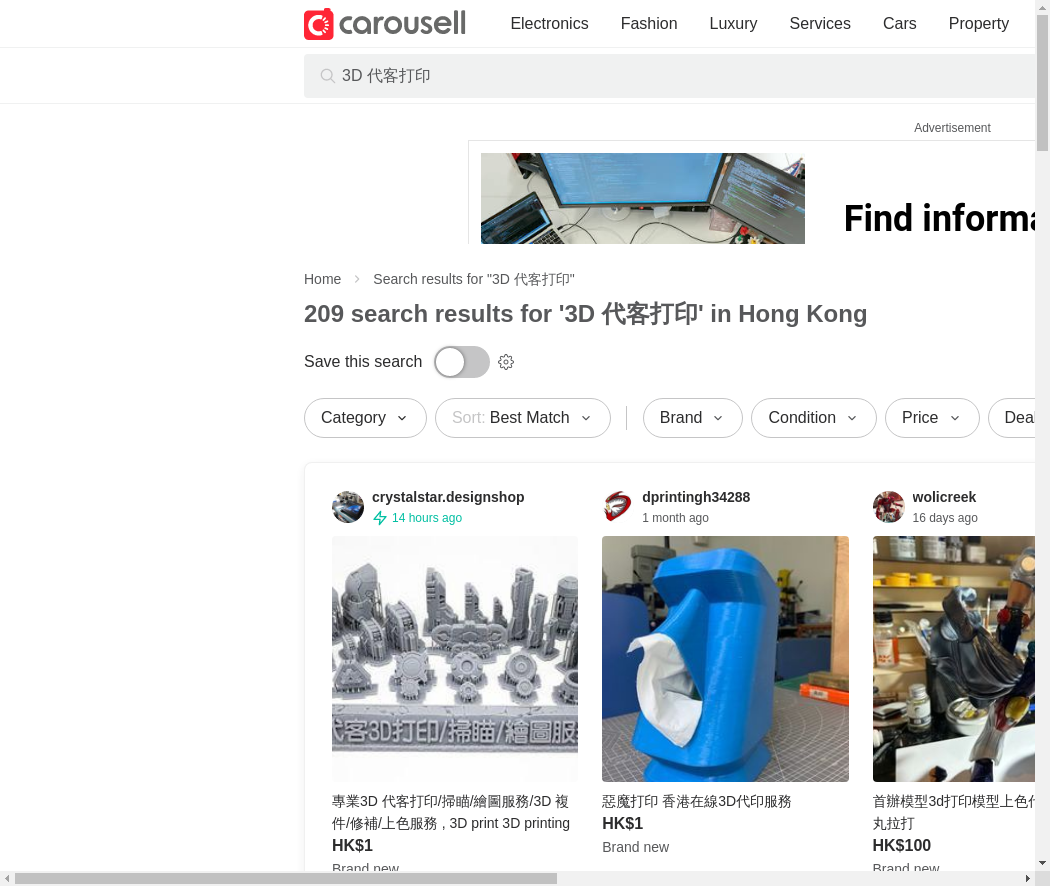 carousell
Electronics
Fashion
Luxury
Services
Cars
Property
3D 代客打印
Advertisement
Find informa
Home
Search results for "3D 代客打印"
209 search results for '3D 代客打印' in Hong Kong
Save this search
Category
Sort: Best Match
Brand
Condition
Price
Dea
crystalstar.designshop
14 hours ago
代客3D打印/掃瞄/繪圖服
專業3D 代客打印/掃瞄/繪圖服務/3D 複
件/修補/上色服務 , 3D print 3D printing
HK$1
Brand new
dprintingh34288
1 month ago
惡魔打印 香港在線3D代印服務
HK$1
Brand new
wolicreek
16 days ago
首辦模型3d打印模型上色
丸拉打
HK$100
Brand new